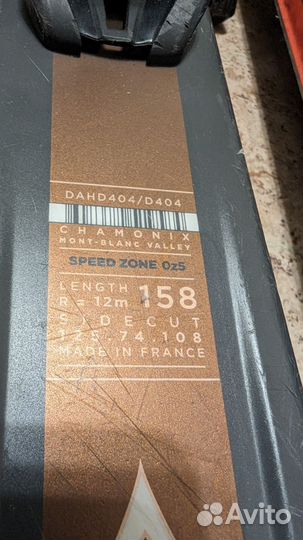 DAHD404/D404
CHAMONIX
MONT-BLANC VALLEY
SPEED ZONE Oz5
LENGTH 158
R = 12m
SIDECUT
125.74.108
MADE IN FRANCE
Avito